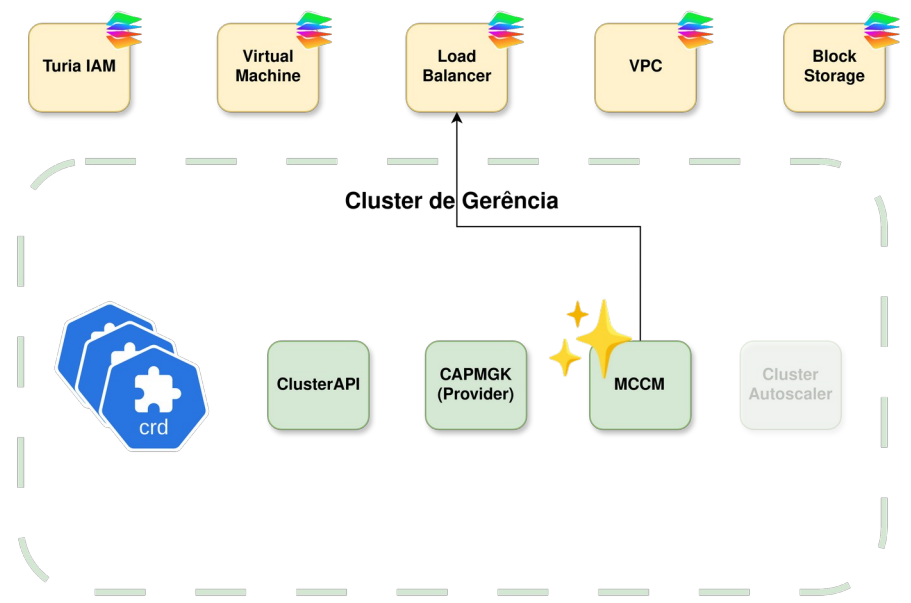 Turia IAM
Virtual
Machine
Load
Balancer
VPC
Block
Storage
Cluster de Gerência
crd
ClusterAPI
CAPMGK
(Provider)
MCCM
Cluster
Autoscaler